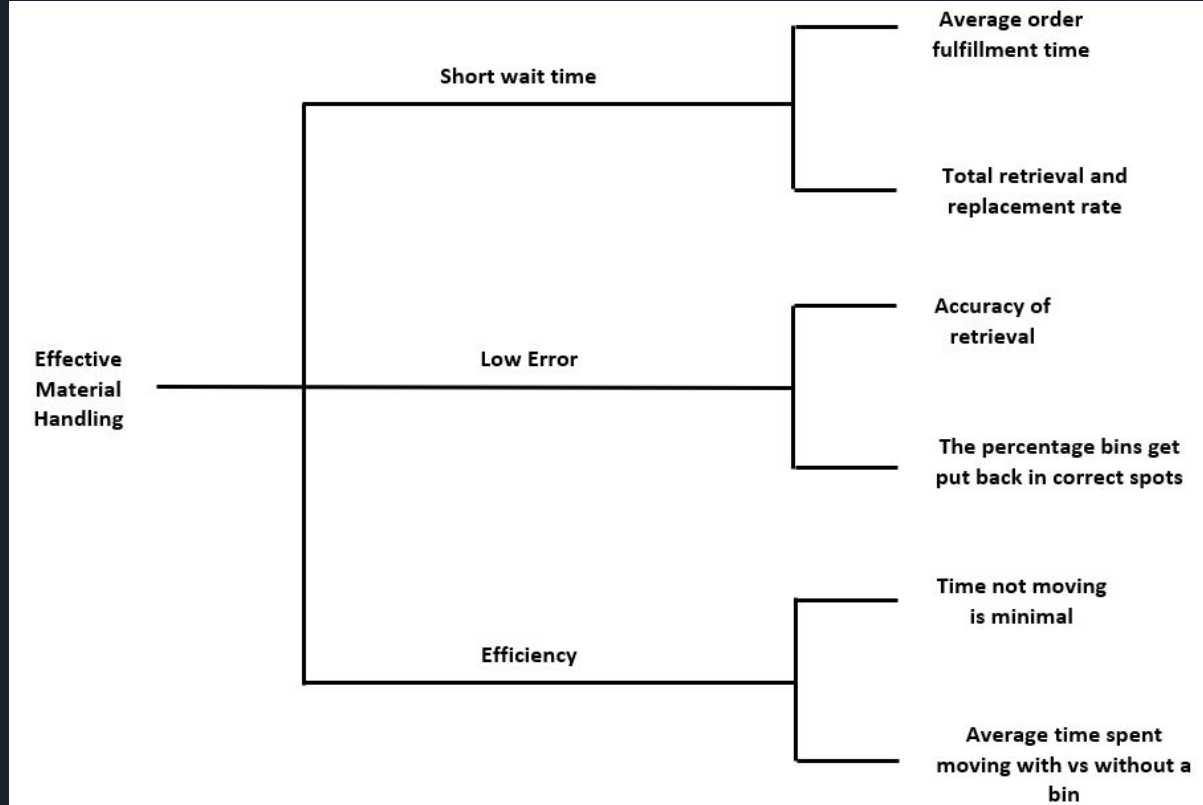 Average order
fulfillment time
Short wait time
Total retrieval and
replacement rate
Accuracy of
retrieval
Effective
Material
Handling
Low Error
The percentage bins get
put back in correct spots
Time not moving
is minimal
Efficiency
Average time spent
moving with vs without a
bin